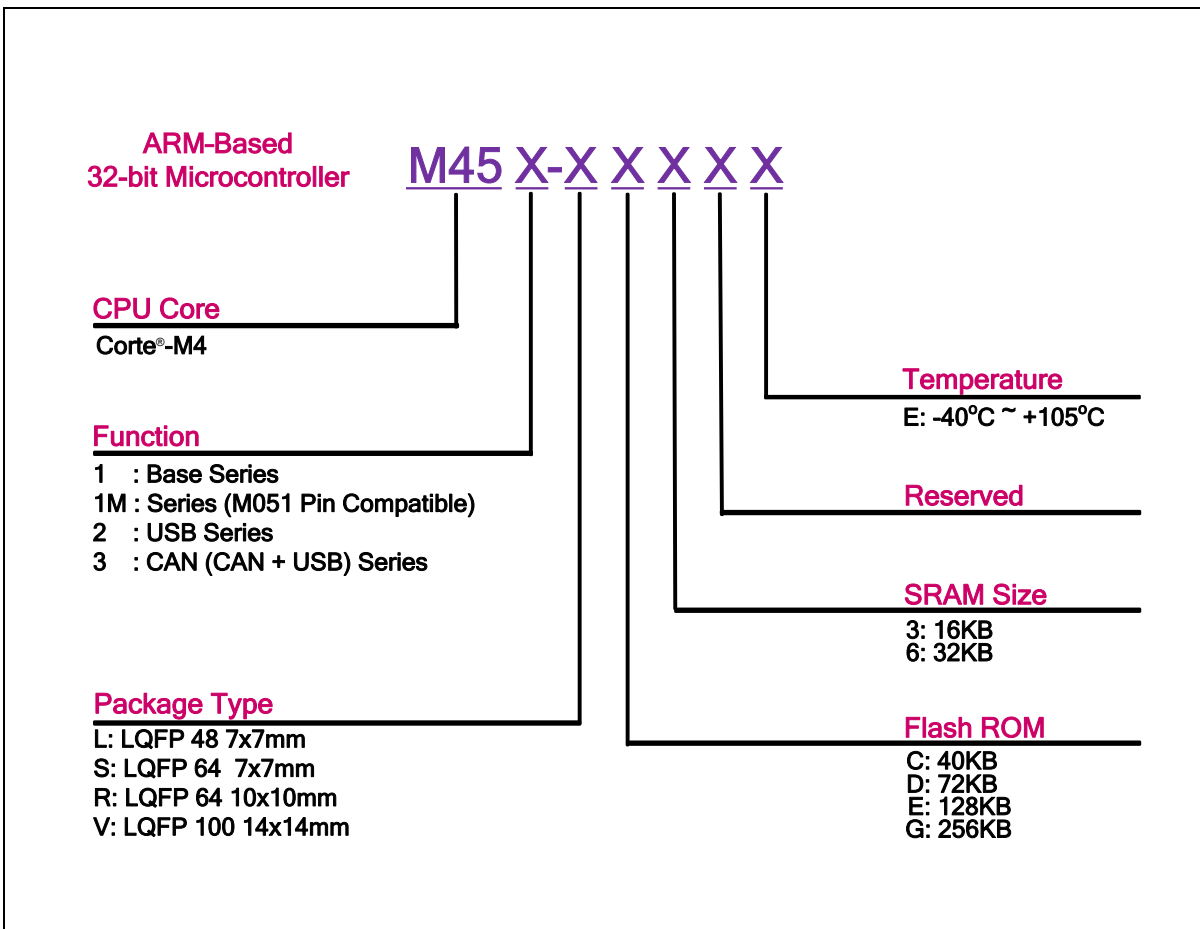 ARM-Based
32-bit Microcontroller
M45 X-X X X X X
CPU Core
Corte®-M4
Function
1 : Base Series
1M : Series (M051 Pin Compatible)
2 : USB Series
3 : CAN (CAN + USB) Series
Package Type
L: LQFP 48 7x7mm
S: LQFP 64 7x7mm
R: LQFP 64 10x10mm
V: LQFP 100 14x14mm
Temperature
E: -40°C ~ +105°C
Reserved
SRAM Size
3: 16KB
6: 32KB
Flash ROM
C: 40KB
D: 72KB
E: 128KB
G: 256KB